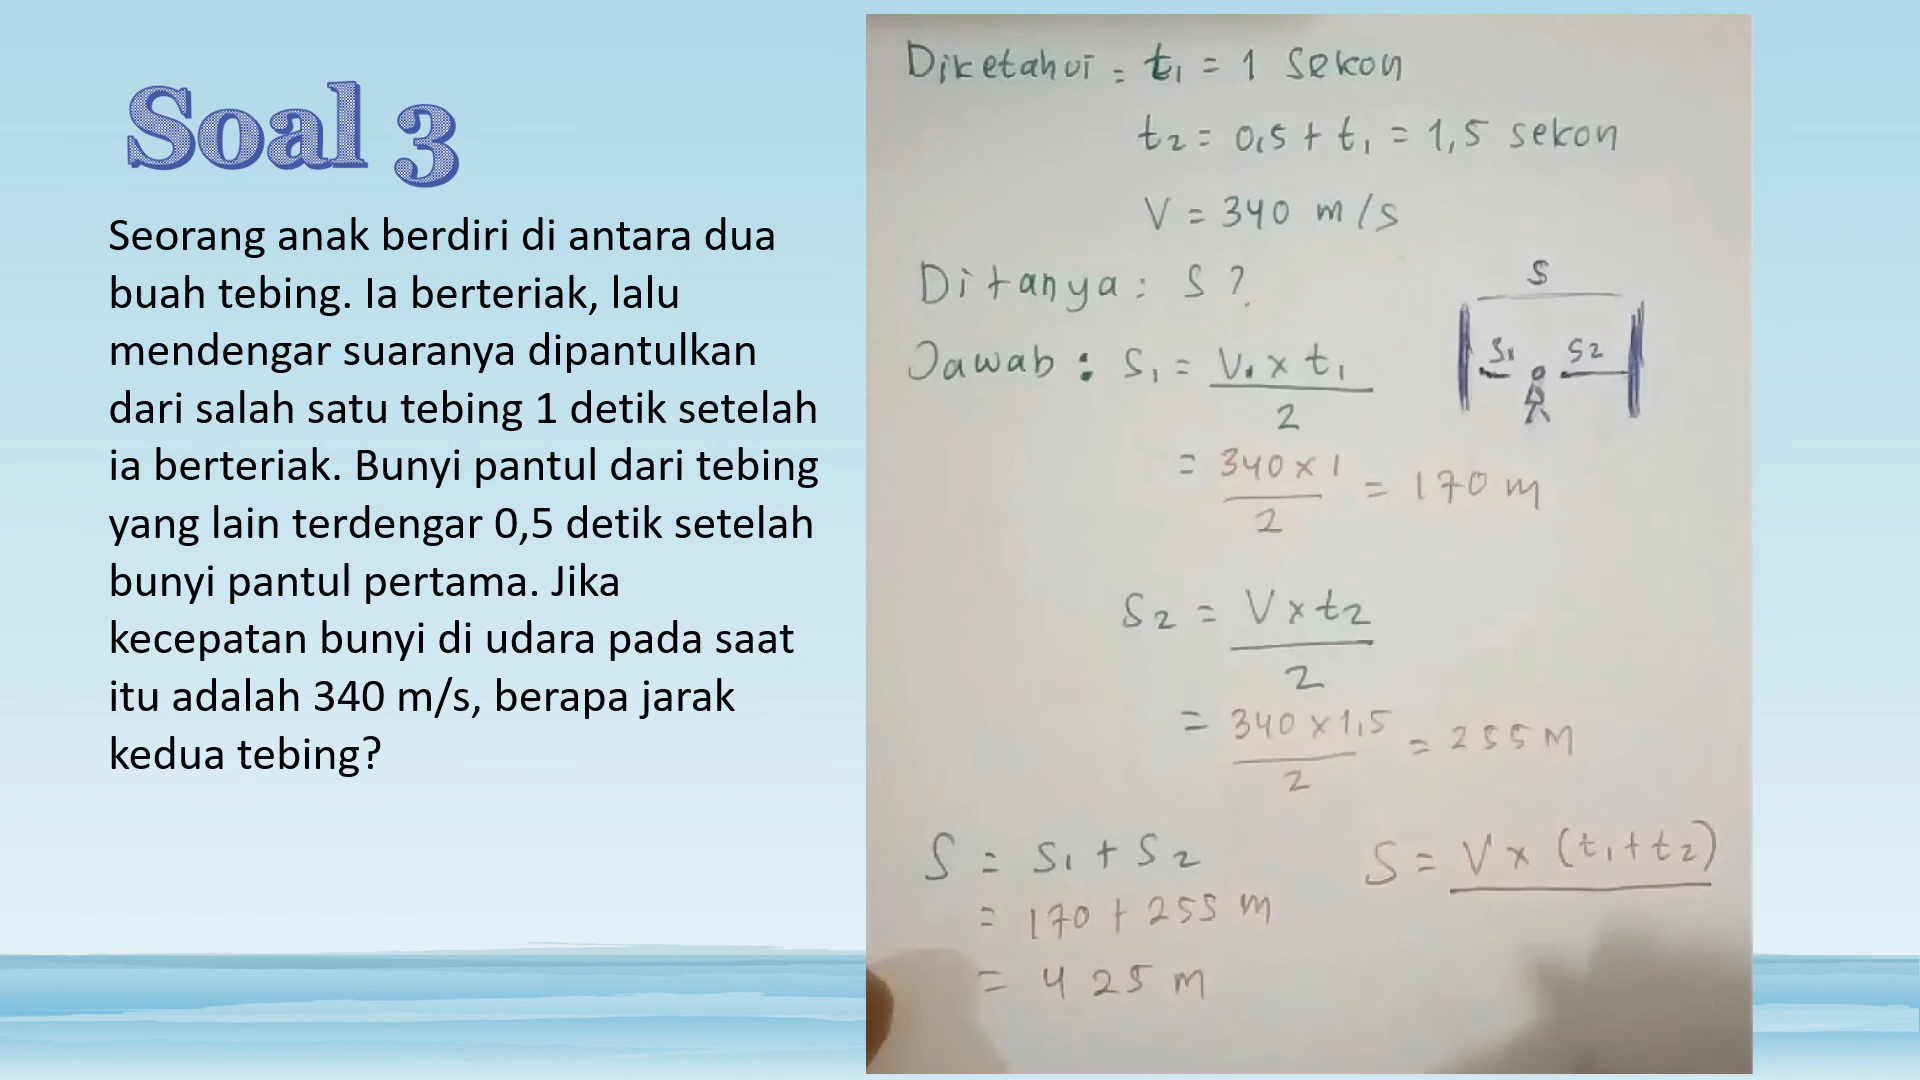 Soal 3
Seorang anak berdiri di antara dua
buah tebing. Ia berteriak, lalu
mendengar suaranya dipantulkan
dari salah satu tebing 1 detik setelah
ia berteriak. Bunyi pantul dari tebing
yang lain terdengar 0,5 detik setelah
bunyi pantul pertama. Jika
kecepatan bunyi di udara pada saat
itu adalah 340 m/s, berapa jarak
kedua tebing?
Diketahui = t₁ = 1 Sekon
t₂ = 0,5 + t₁ = 1,5 sekon
V = 340 m/s
Ditanya : S ?
S
S₁ S₂
Jawab : S₁ = V. x t₁
2
= 340 x 1 = 170 m
2
S₂ = V x t₂
2
= 340 x 1,5 = 255 M
2
S = S₁ + S₂
= 170 + 255 m
= 425 m
S = V x (t₁ + t₂)